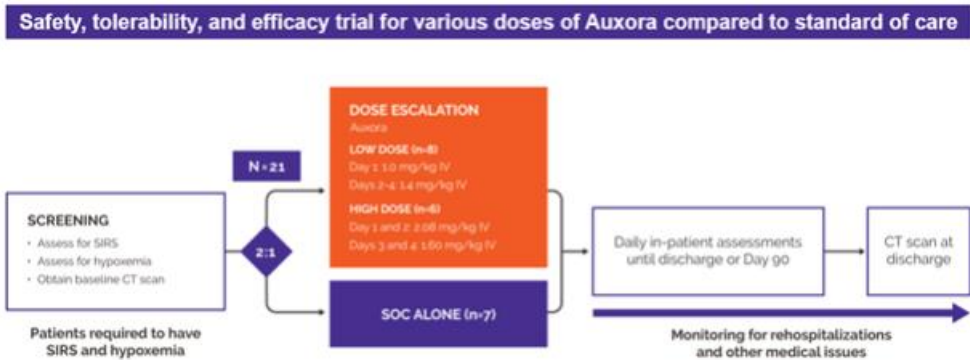 Safety, tolerability, and efficacy trial for various doses of Auxora compared to standard of care
SCREENING
• Assess for SIRS
• Assess for hypoxemia
• Obtain baseline CT scan
Patients required to have
SIRS and hypoxemia
N=21
2:1
DOSE ESCALATION
Auxora
LOW DOSE (n=8)
Day 1: 1.0 mg/kg IV
Days 2-4: 1.4 mg/kg IV
HIGH DOSE (n=6)
Day 1 and 2: 2.08 mg/kg IV
Days 3 and 4: 1.60 mg/kg IV
SOC ALONE (n=7)
Daily in-patient assessments
until discharge or Day 90
CT scan at
discharge
Monitoring for rehospitalizations
and other medical issues